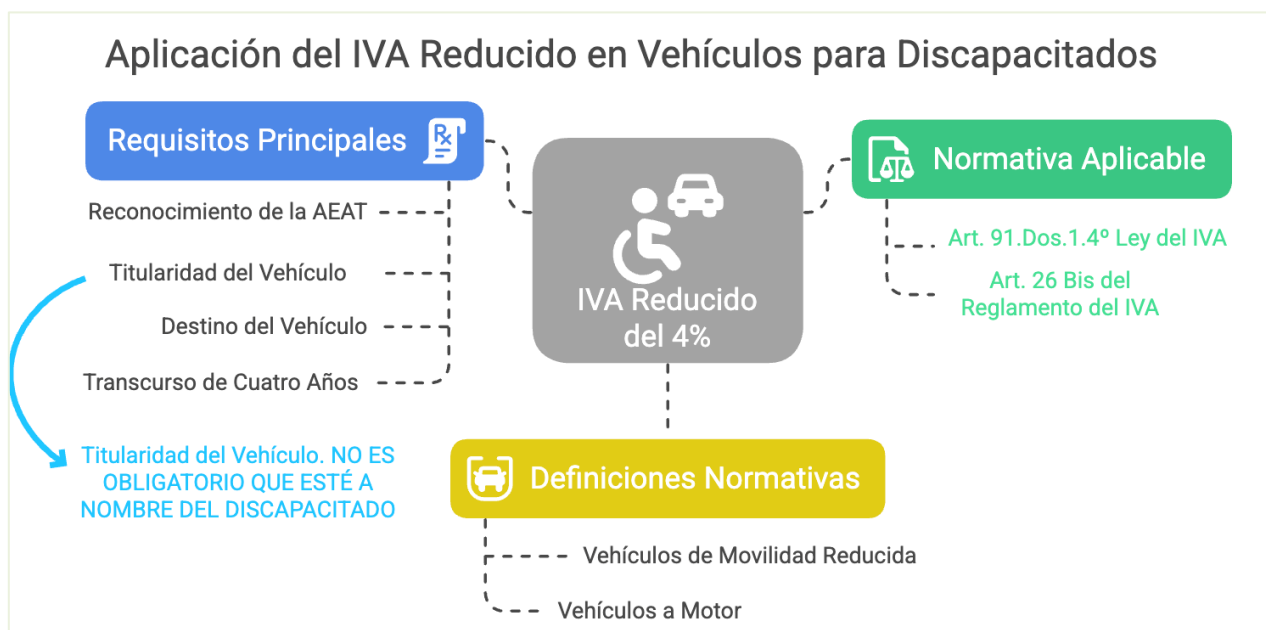 Aplicación del IVA Reducido en Vehículos para Discapacitados
Requisitos Principales
Rx
Reconocimiento de la AEAT
Titularidad del Vehículo
Destino del Vehículo
Transcurso de Cuatro Años
Titularidad del Vehículo. NO ES
OBLIGATORIO QUE ESTÉ A
NOMBRE DEL DISCAPACITADO
IVA Reducido
del 4%
Normativa Aplicable
Art. 91.Dos.1.4º Ley del IVA
Art. 26 Bis del
Reglamento del IVA
Definiciones Normativas
Vehículos de Movilidad Reducida
Vehículos a Motor